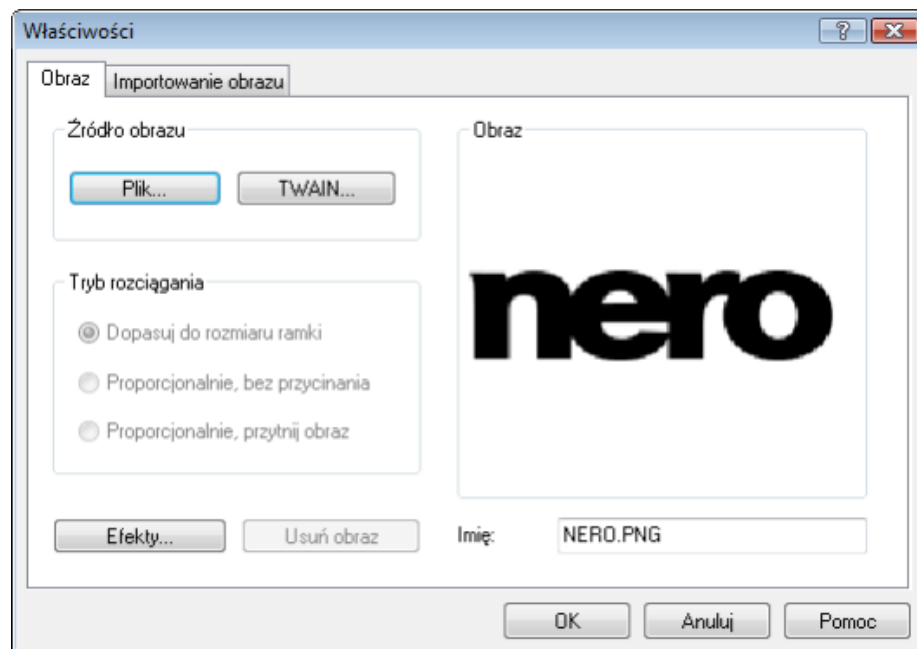 Właściwości
Obraz
Importowanie obrazu
Źródło obrazu
Plik...
TWAIN...
Tryb rozciągania
Dopasuj do rozmiaru ramki
Proporcjonalnie, bez przycinania
Proporcjonalnie, przytnij obraz
Efekty...
Usuń obraz
Obraz
nero
Imię:
NERO.PNG
OK
Anuluj
Pomoc